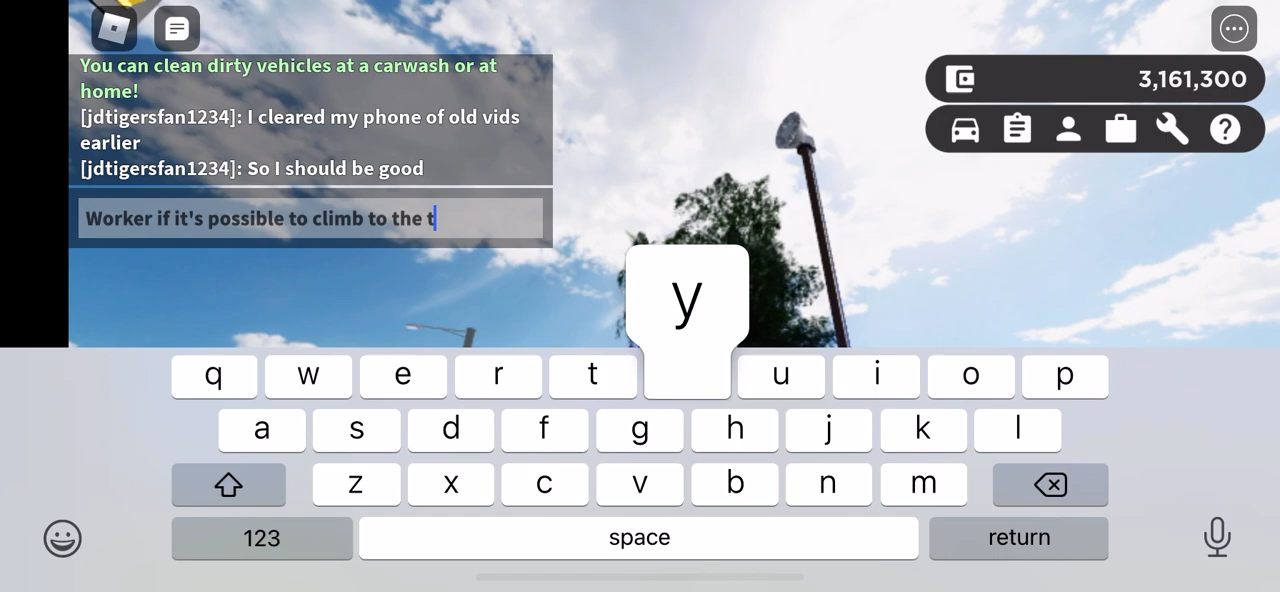 You can clean dirty vehicles at a carwash or at
home!
[jdtigersfan1234]: I cleared my phone of old vids
earlier
[jdtigersfan1234]: So I should be good
3,161,300
Worker if it's possible to climb to the t
y
q w e r t u i o p
a s d f g h j k l
z x c v b n m
123 space return